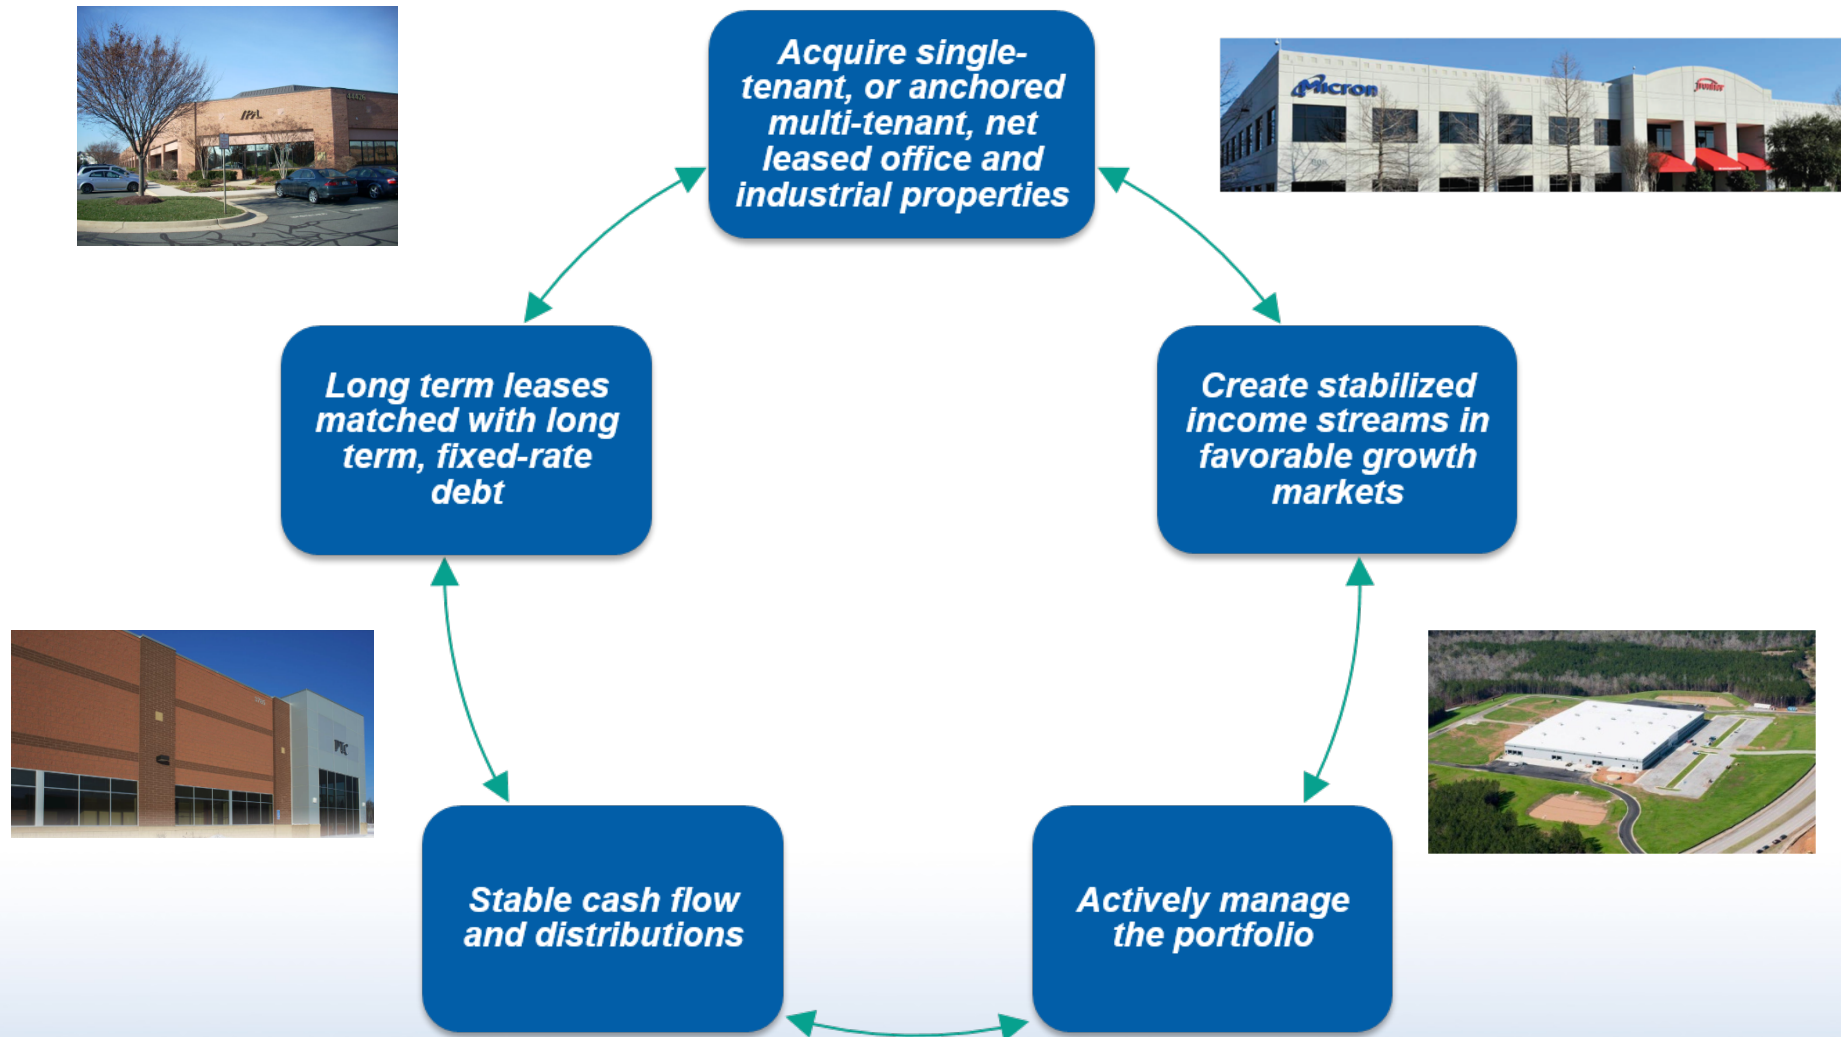 Acquire single-
tenant, or anchored
multi-tenant, net
leased office and
industrial properties
Micron
Long term leases
matched with long
term, fixed-rate
debt
Create stabilized
income streams in
favorable growth
markets
Stable cash flow
and distributions
Actively manage
the portfolio